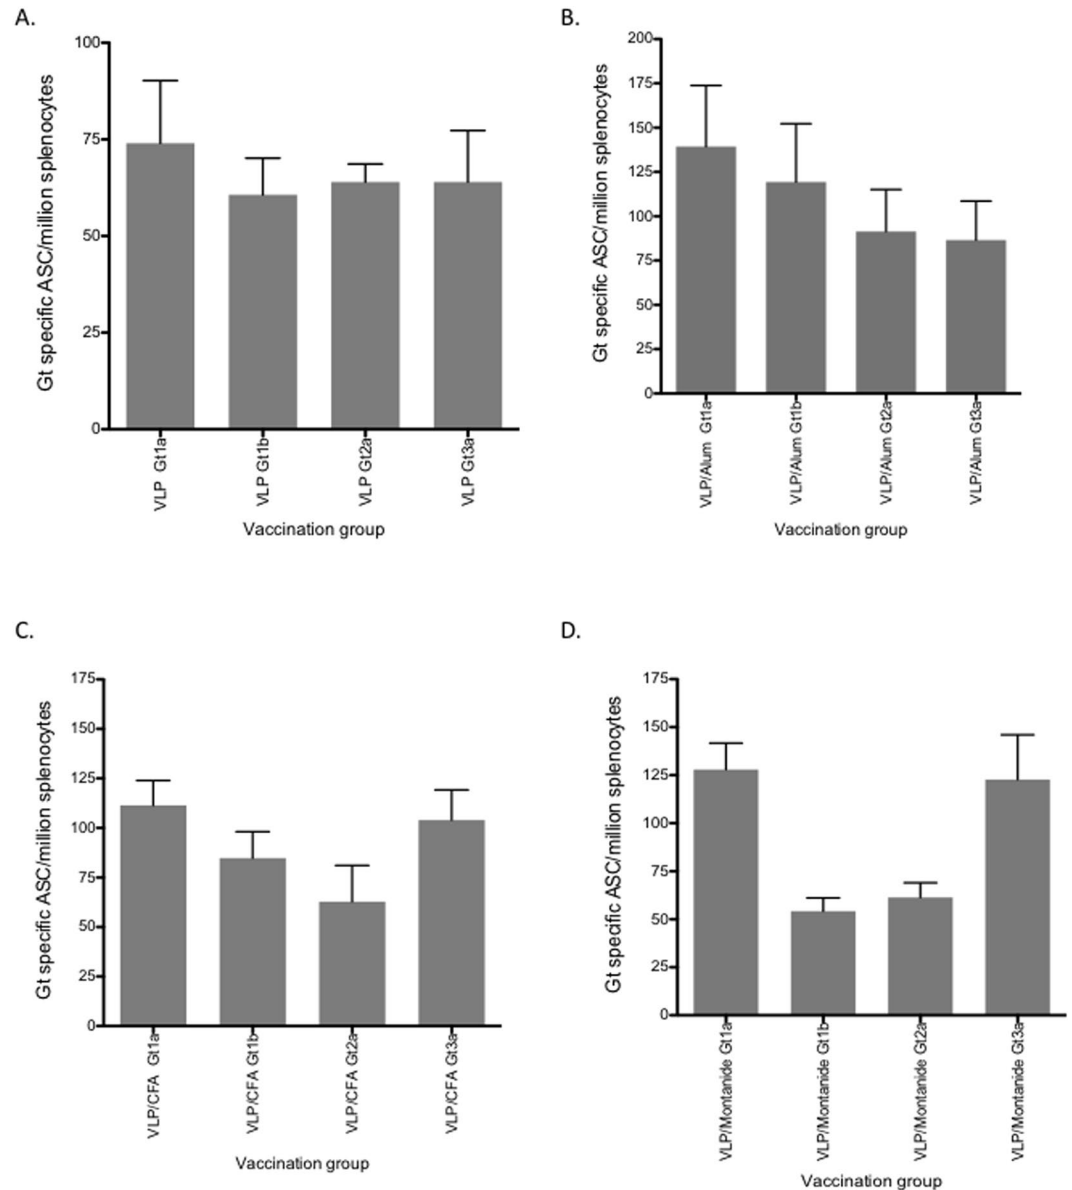 A.
Gt specific ASC/million splenocytes
100
75
50
25
0
VLP Gt1a
VLP Gt1b
VLP Gt2a
VLP Gt3a
Vaccination group
B.
Gt specific ASC/million splenocytes
200
175
150
125
100
75
50
25
0
VLP/Alum Gt1a
VLP/Alum Gt1b
VLP/Alum Gt2a
VLP/Alum Gt3a
Vaccination group
C.
Gt specific ASC/million splenocytes
175
150
125
100
75
50
25
0
VLP/CFA Gt1a
VLP/CFA Gt1b
VLP/CFA Gt2a
VLP/CFA Gt3a
Vaccination group
D.
Gt specific ASC/million splenocytes
175
150
125
100
75
50
25
0
VLP/Montanide Gt1a
VLP/Montanide Gt1b
VLP/Montanide Gt2a
VLP/Montanide Gt3a
Vaccination group